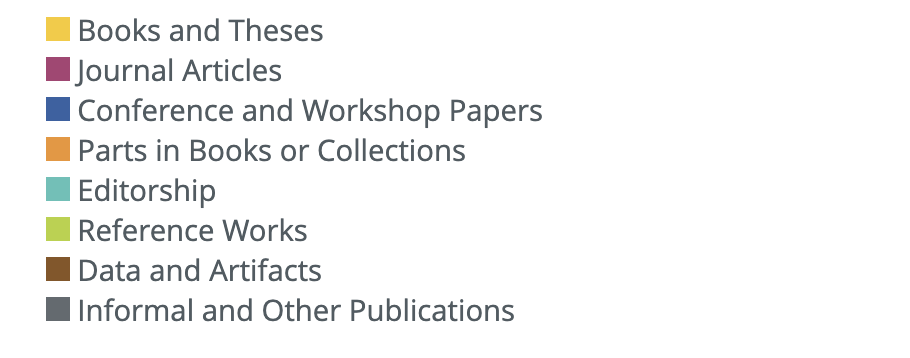 Books and Theses
Journal Articles
Conference and Workshop Papers
Parts in Books or Collections
Editorship
Reference Works
Data and Artifacts
Informal and Other Publications